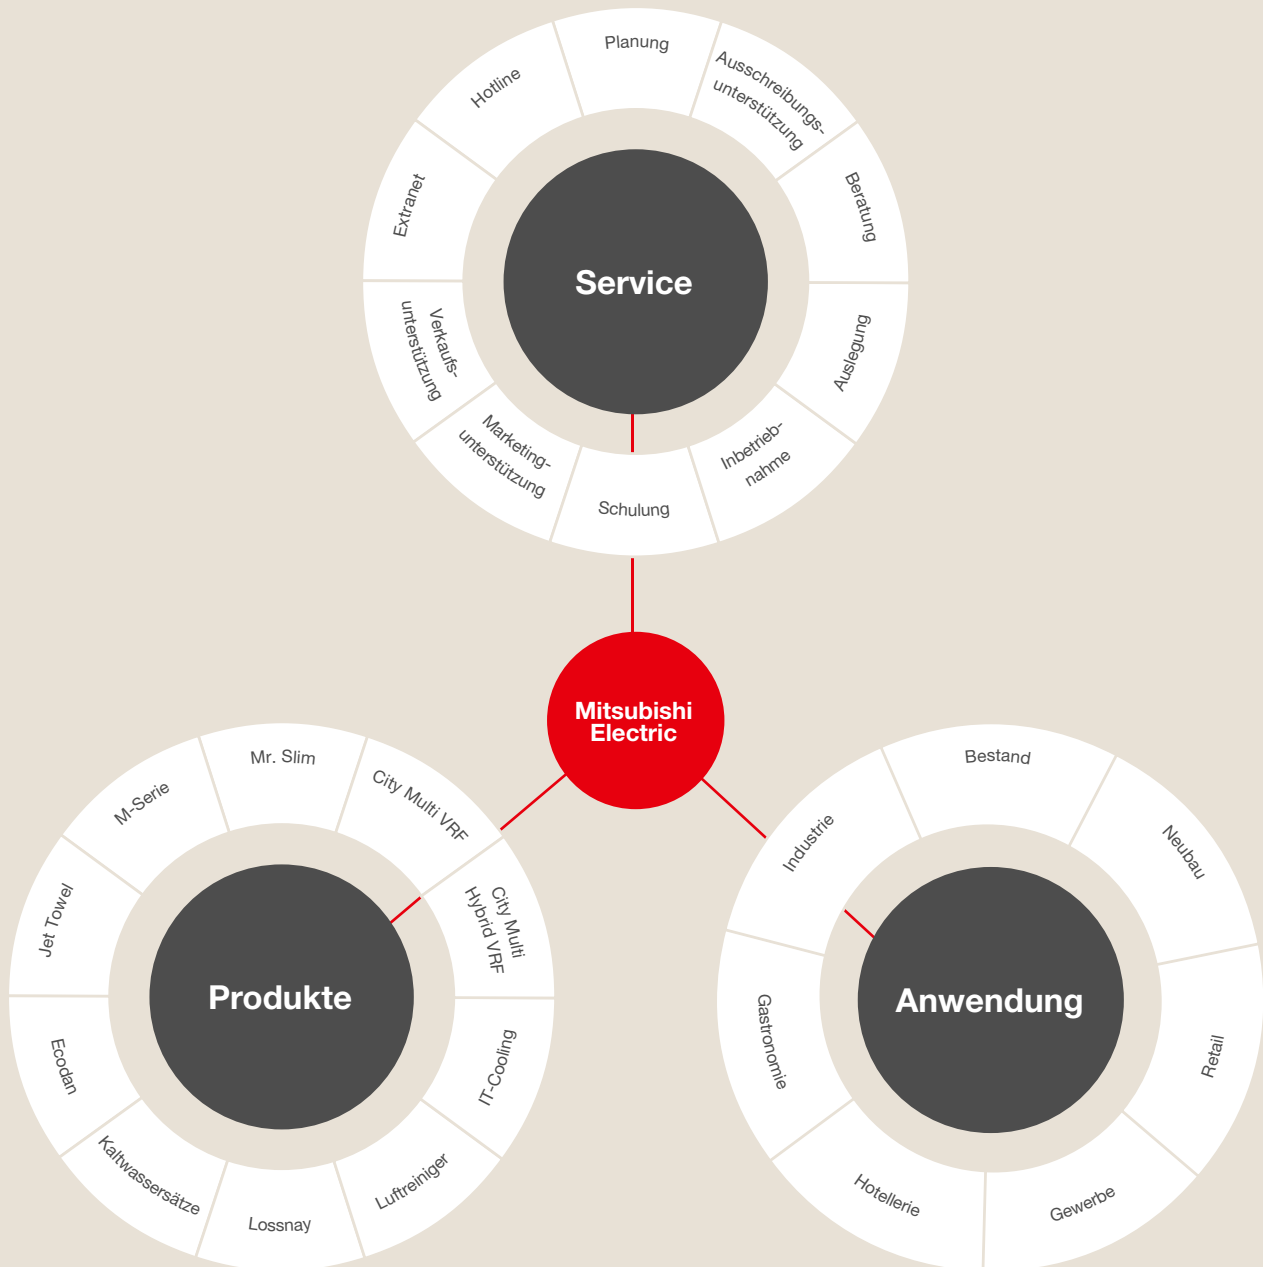 Planung
Ausschreibungs-
unterstützung
Beratung
Auslegung
Inbetrieb-
nahme
Schulung
Marketing-
unterstützung
Verkaufs-
unterstützung
Extranet
Hotline
Service
Mitsubishi
Electric
Mr. Slim
City Multi VRF
City Multi
Hybrid VRF
IT-Cooling
Luftreiniger
Lossnay
Kaltwassersätze
Ecodan
Jet Towel
M-Serie
Produkte
Bestand
Neubau
Retail
Gewerbe
Hotellerie
Gastronomie
Industrie
Anwendung